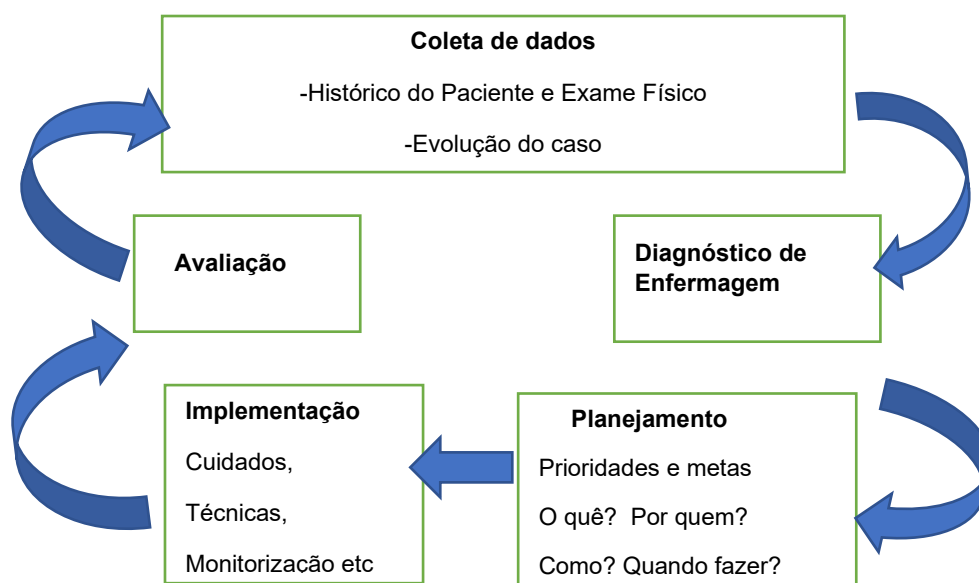 Coleta de dados
-Histórico do Paciente e Exame Físico
-Evolução do caso
Diagnóstico de
Enfermagem
Planejamento
Prioridades e metas
O quê?  Por quem?
Como? Quando fazer?
Implementação
Cuidados,
Técnicas,
Monitorização etc
Avaliação